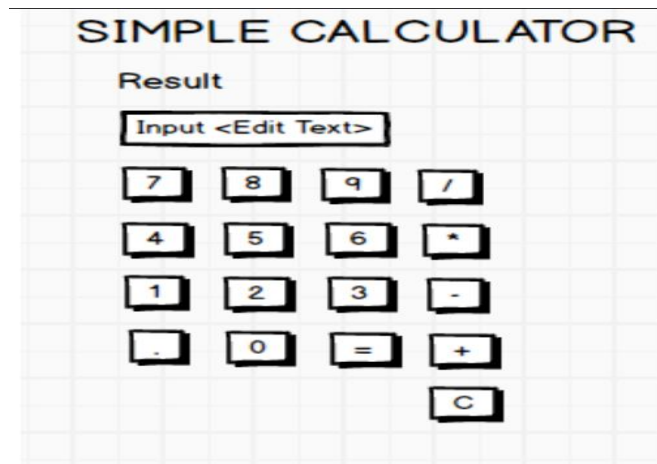 SIMPLE CALCULATOR
Result
Input <Edit Text>
7 8 9 /
4 5 6 *
1 2 3 -
. 0 = +
C